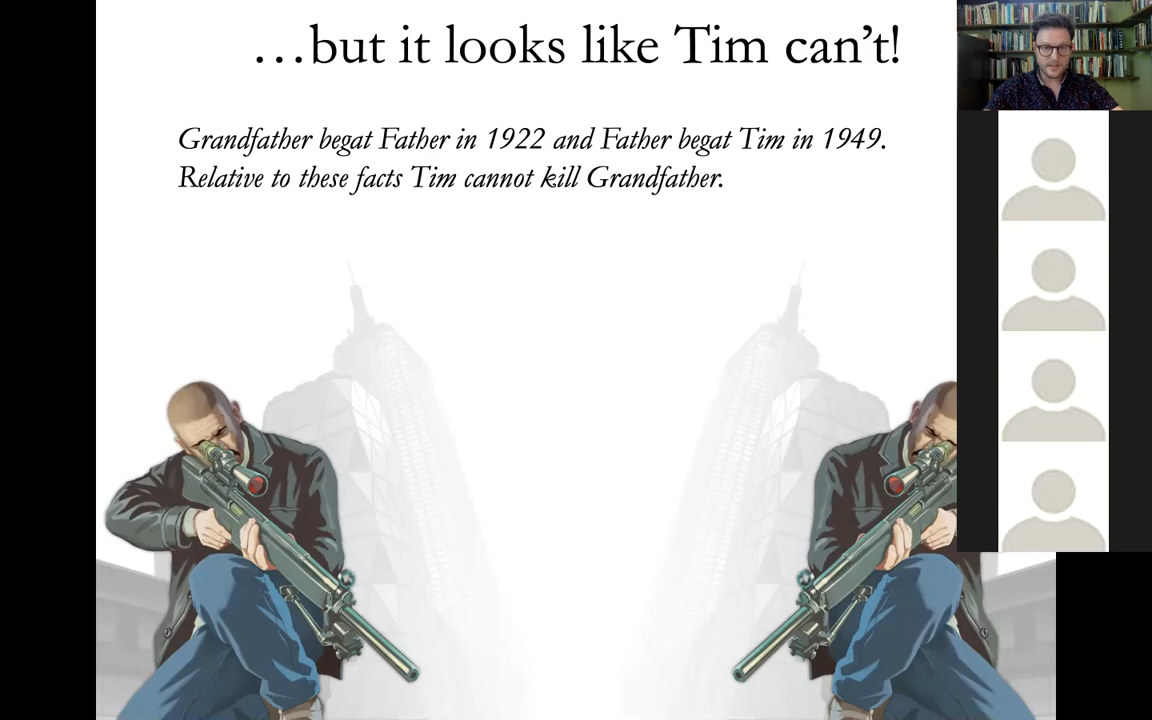 …but it looks like Tim can’t!
Grandfather begat Father in 1922 and Father begat Tim in 1949.
Relative to these facts Tim cannot kill Grandfather.